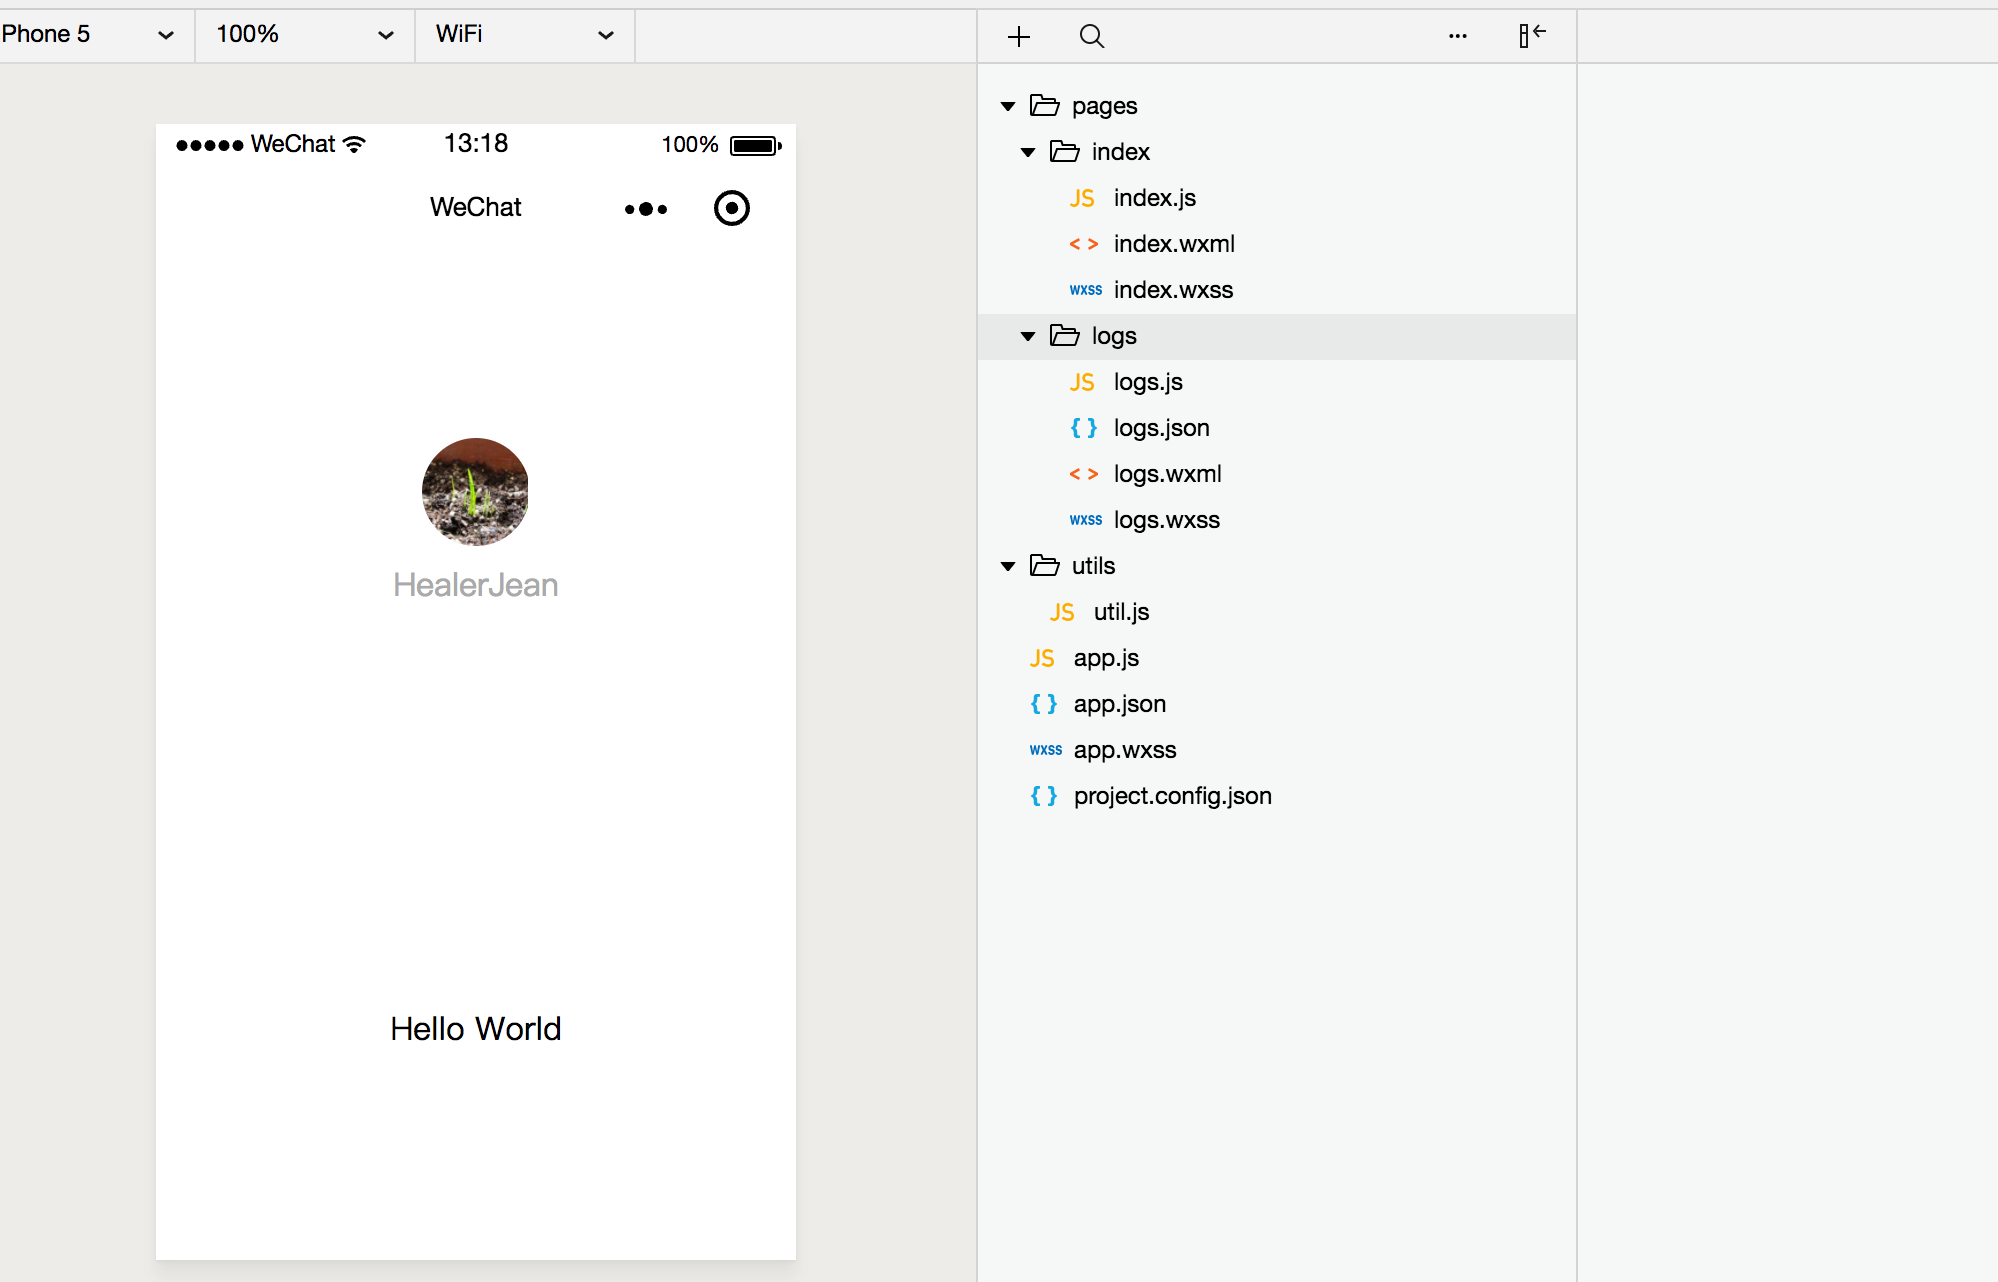 Phone 5 100% WiFi
WeChat 13:18 100%
WeChat
HealerJean
Hello World
pages
index
JS index.js
< > index.wxml
wxss index.wxss
logs
JS logs.js
{ } logs.json
< > logs.wxml
wxss logs.wxss
utils
JS util.js
JS app.js
{ } app.json
wxss app.wxss
{ } project.config.json